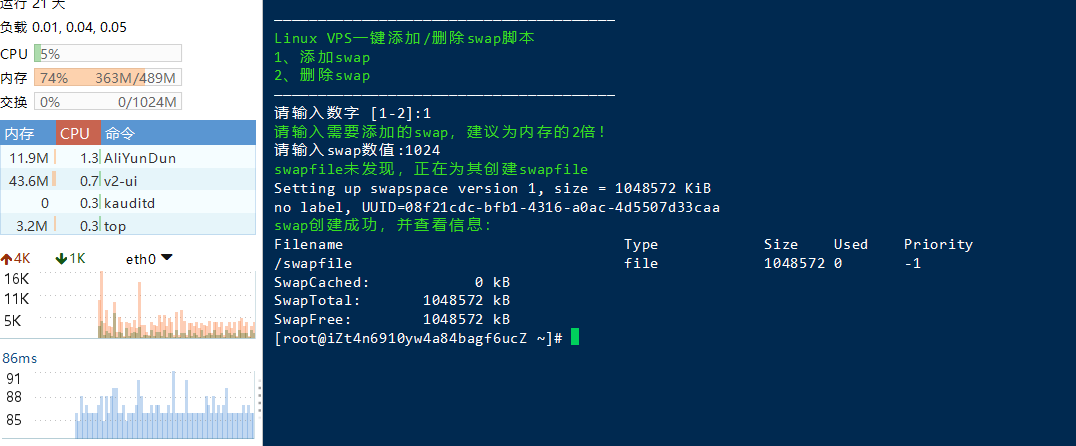 运行 21 天
负载 0.01, 0.04, 0.05
CPU 5%
内存 74% 363M/489M
交换 0% 0/1024M
内存 CPU 命令
11.9M 1.3 AliYunDun
43.6M 0.7 v2-ui
0 0.3 kauditd
3.2M 0.3 top
4K 1K eth0
16K
11K
5K
86ms
91
88
85
Linux VPS一键添加/删除swap脚本
1、添加swap
2、删除swap
请输入数字 [1-2]:1
请输入需要添加的swap，建议为内存的2倍！
请输入swap数值:1024
swapfile未发现，正在为其创建swapfile
Setting up swapspace version 1, size = 1048572 KiB
no label, UUID=08f21cdc-bfb1-4316-a0ac-4d5507d33caa
swap创建成功，并查看信息：
Filename Type Size Used Priority
/swapfile file 1048572 0 -1
SwapCached: 0 kB
SwapTotal: 1048572 kB
SwapFree: 1048572 kB
[root@iZt4n6910yw4a84bagf6ucZ ~]#